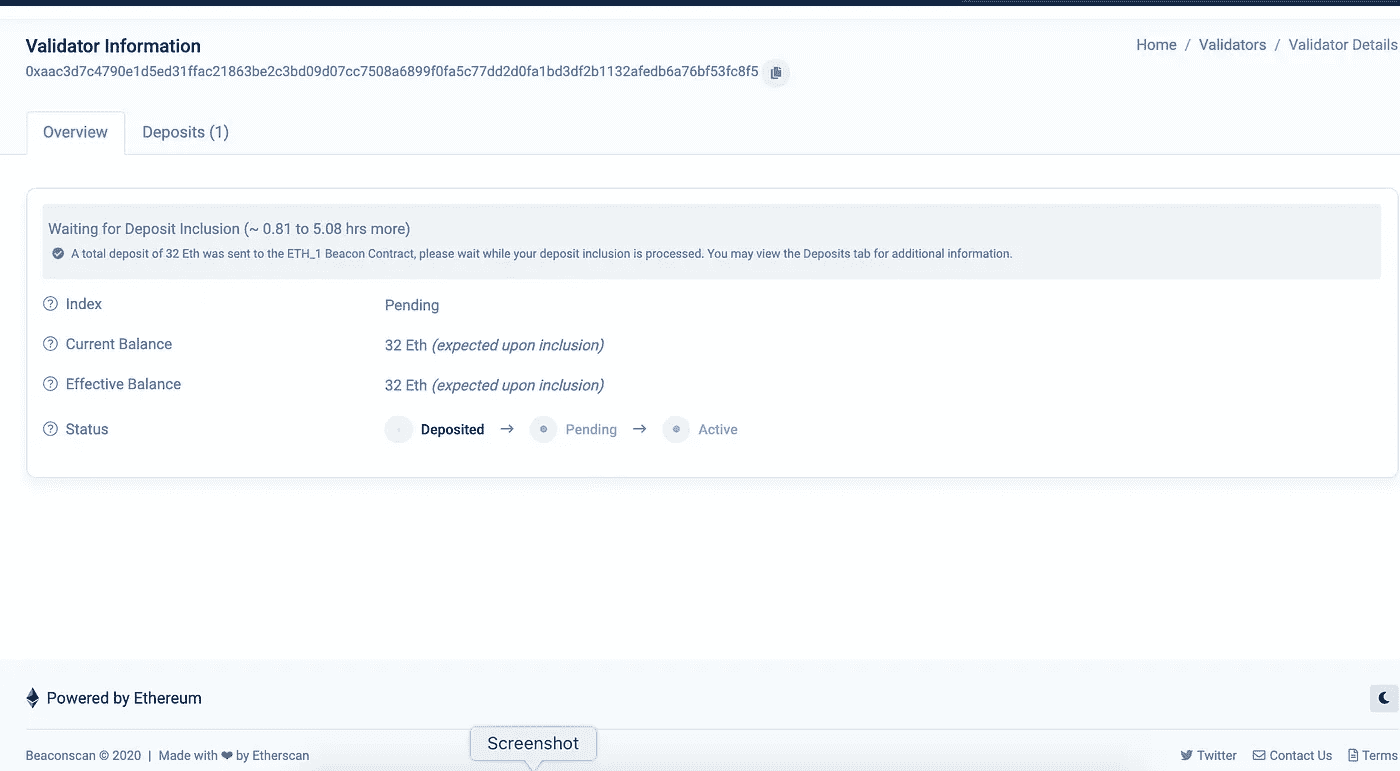 Validator Information
Home / Validators / Validator Details
0xaac3d7c4790e1d5ed31ffac21863be2c3bd09d07cc7508a6899f0fa5c77dd2d0fa1bd3df2b1132afedb6a76bf53fc8f5
Overview Deposits (1)
Waiting for Deposit Inclusion (~ 0.81 to 5.08 hrs more)
A total deposit of 32 Eth was sent to the ETH_1 Beacon Contract, please wait while your deposit inclusion is processed. You may view the Deposits tab for additional information.
Index Pending
Current Balance 32 Eth (expected upon inclusion)
Effective Balance 32 Eth (expected upon inclusion)
Status Deposited → Pending → Active
Powered by Ethereum
Screenshot
Beaconscan © 2020 | Made with ❤ by Etherscan
Twitter Contact Us Terms